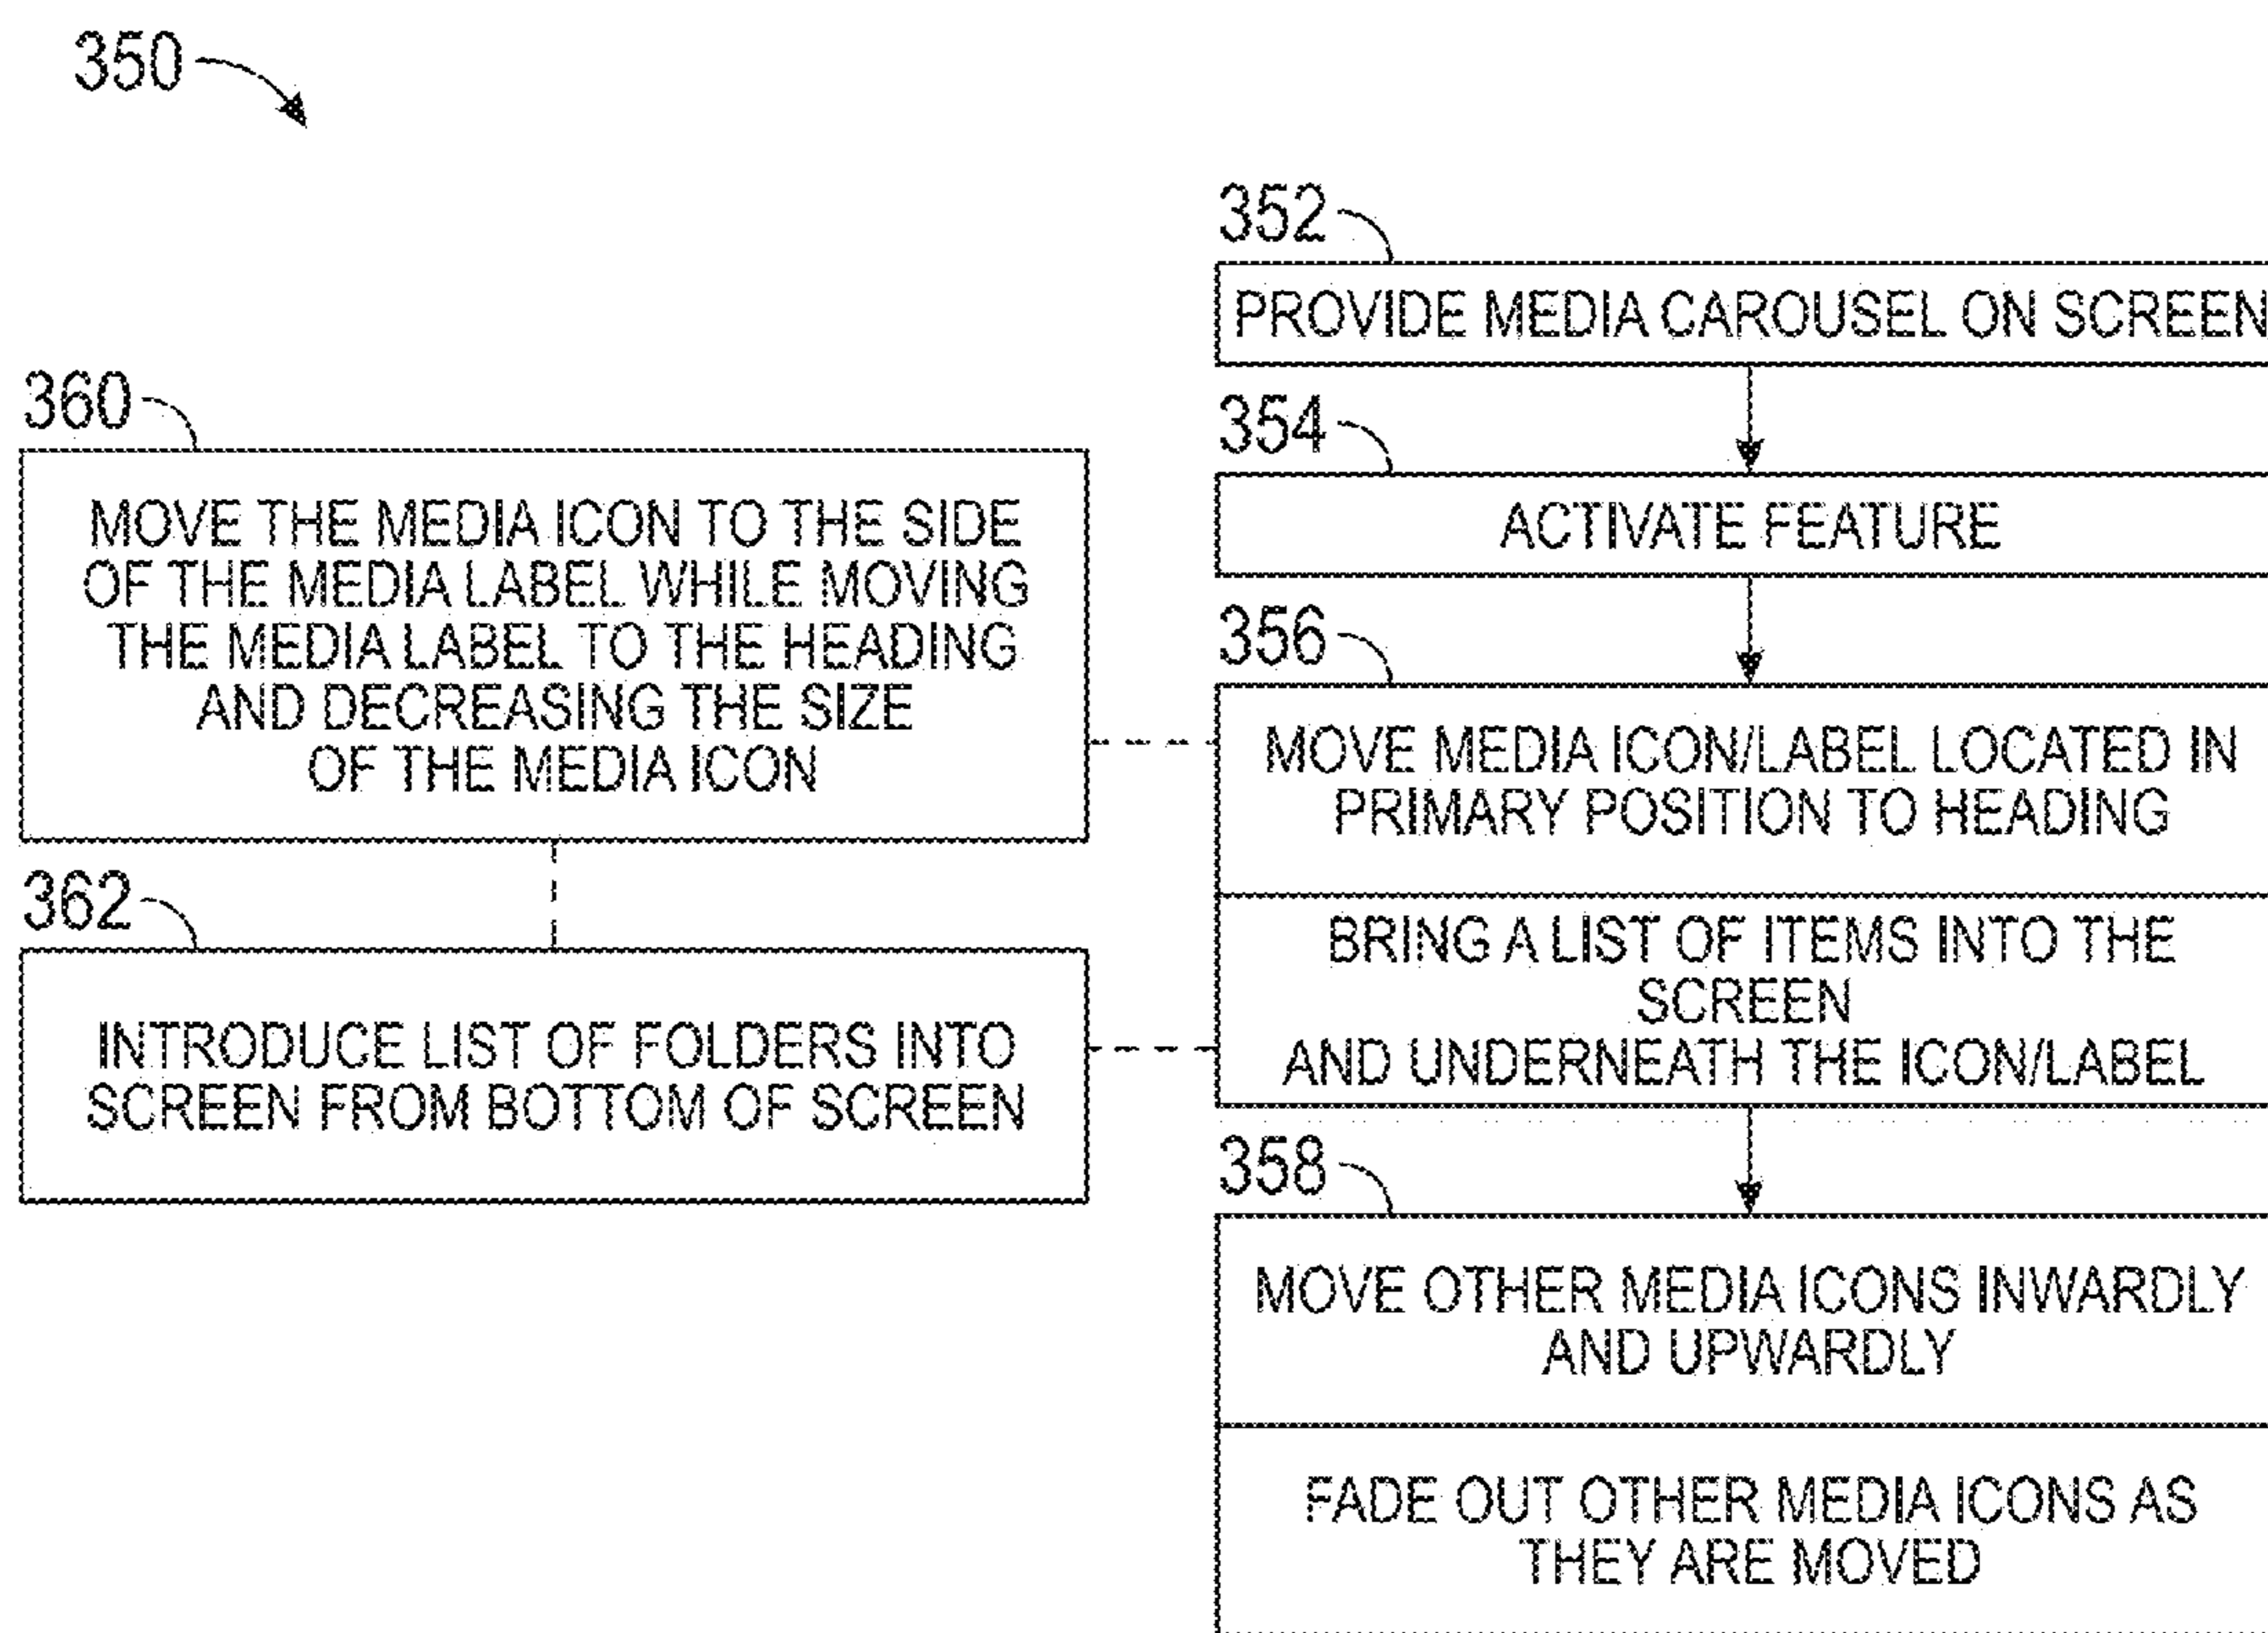 350
352
PROVIDE MEDIA CAROUSEL ON SCREEN
360
354
MOVE THE MEDIA ICON TO THE SIDE
OF THE MEDIA LABEL WHILE MOVING
THE MEDIA LABEL TO THE HEADING
AND DECREASING THE SIZE
OF THE MEDIA ICON
ACTIVATE FEATURE
356
MOVE MEDIA ICON/LABEL LOCATED IN
PRIMARY POSITION TO HEADING
362
BRING A LIST OF ITEMS INTO THE
SCREEN
AND UNDERNEATH THE ICON/LABEL
INTRODUCE LIST OF FOLDERS INTO
SCREEN FROM BOTTOM OF SCREEN
358
MOVE OTHER MEDIA ICONS INWARDLY
AND UPWARDLY
FADE OUT OTHER MEDIA ICONS AS
THEY ARE MOVED